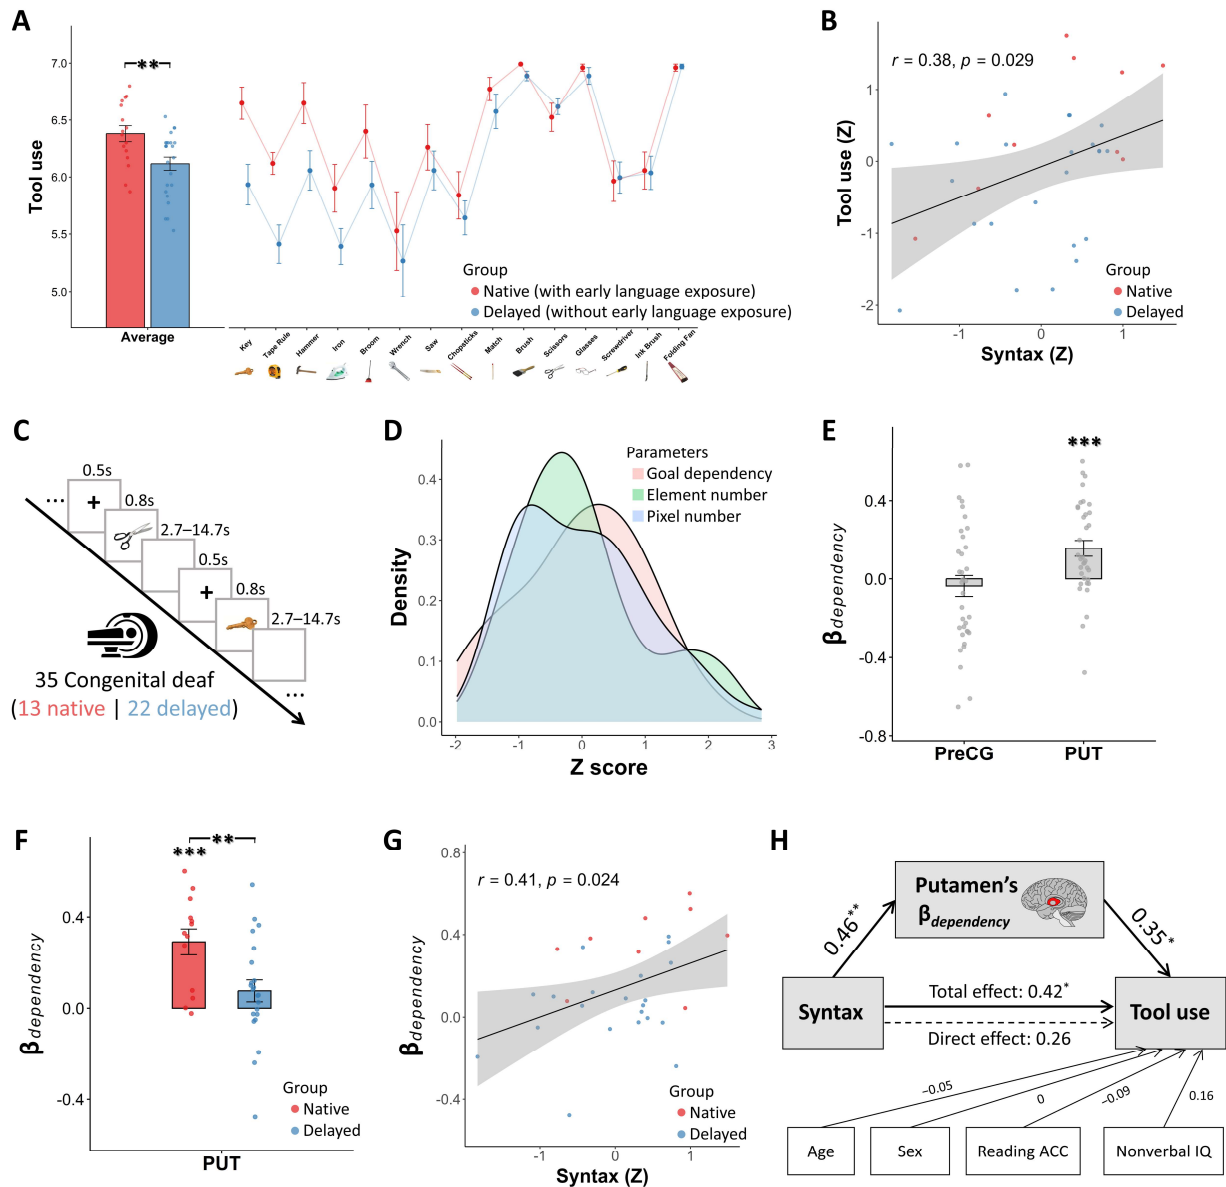 A
Tool use
7.0
6.5
6.0
5.5
5.0
**
Average
Group
Native (with early language exposure)
Delayed (without early language exposure)
Key
Tape Rule
Hammer
Iron
Broom
Wrench
Saw
Chopsticks
Match
Brush
Scissors
Glasses
Screwdriver
Ink Brush
Folding Fan
B
r = 0.38, p = 0.029
Tool use (Z)
1
0
-1
-2
Group
Native
Delayed
-1 0 1
Syntax (Z)
C
0.5s
...
+
0.8s
2.7–14.7s
0.5s
+
0.8s
2.7–14.7s
...
35 Congenital deaf
(13 native | 22 delayed)
D
Parameters
Goal dependency
Element number
Pixel number
Density
0.4
0.3
0.2
0.1
0.0
-2 -1 0 1 2 3
Z score
E
***
βdependency
0.4
0.0
-0.4
-0.8
PreCG PUT
F
**
***
βdependency
0.4
0.0
-0.4
Group
Native
Delayed
PUT
G
r = 0.41, p = 0.024
βdependency
0.8
0.4
0.0
-0.4
Group
Native
Delayed
-1 0 1
Syntax (Z)
H
Putamen's
βdependency
0.46**
0.35*
Syntax
Total effect: 0.42*
Direct effect: 0.26
Tool use
−0.05
0
−0.09
0.16
Age
Sex
Reading ACC
Nonverbal IQ